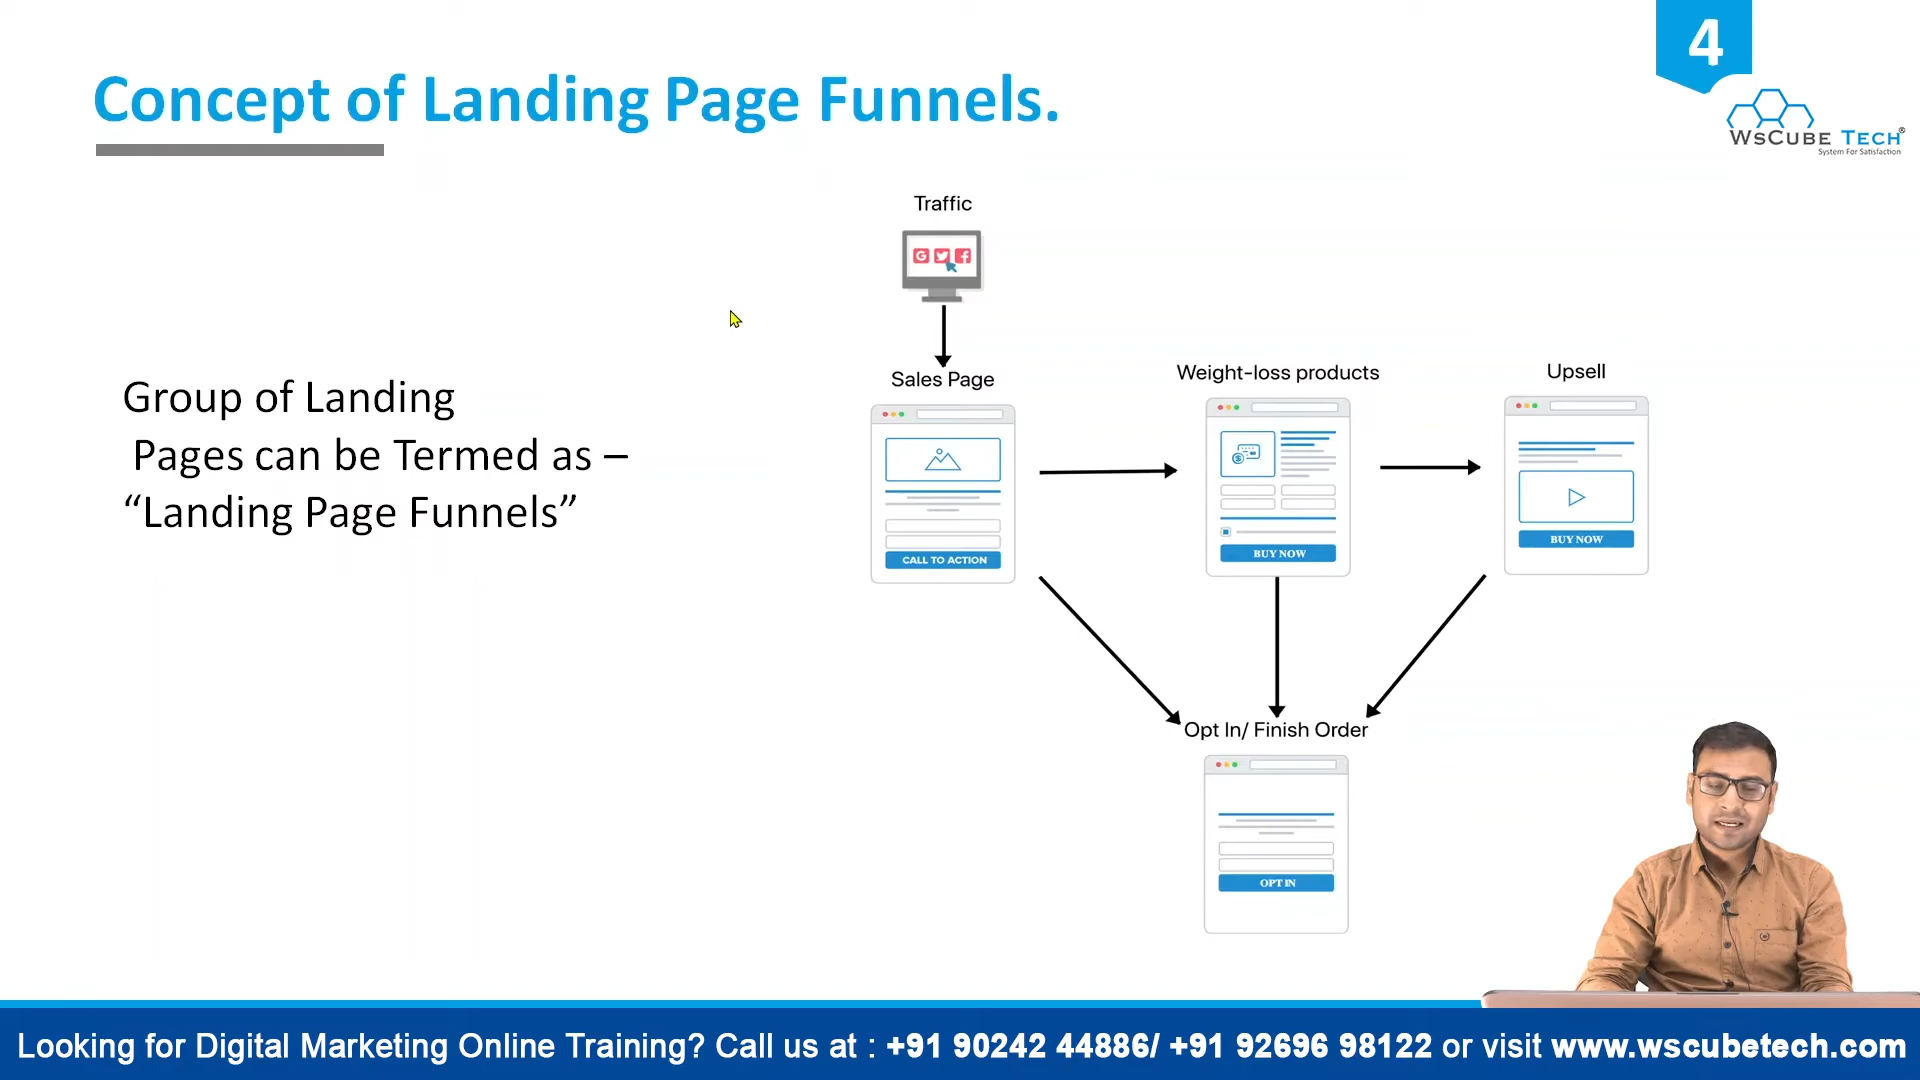 4
Concept of Landing Page Funnels.
WsCUBE TECH®
System For Satisfaction
Traffic
Group of Landing
Pages can be Termed as –
“Landing Page Funnels”
Sales Page
CALL TO ACTION
Weight-loss products
BUY NOW
Upsell
BUY NOW
Opt In/ Finish Order
OPT IN
Looking for Digital Marketing Online Training? Call us at : +91 90242 44886/ +91 92696 98122 or visit www.wscubetech.com